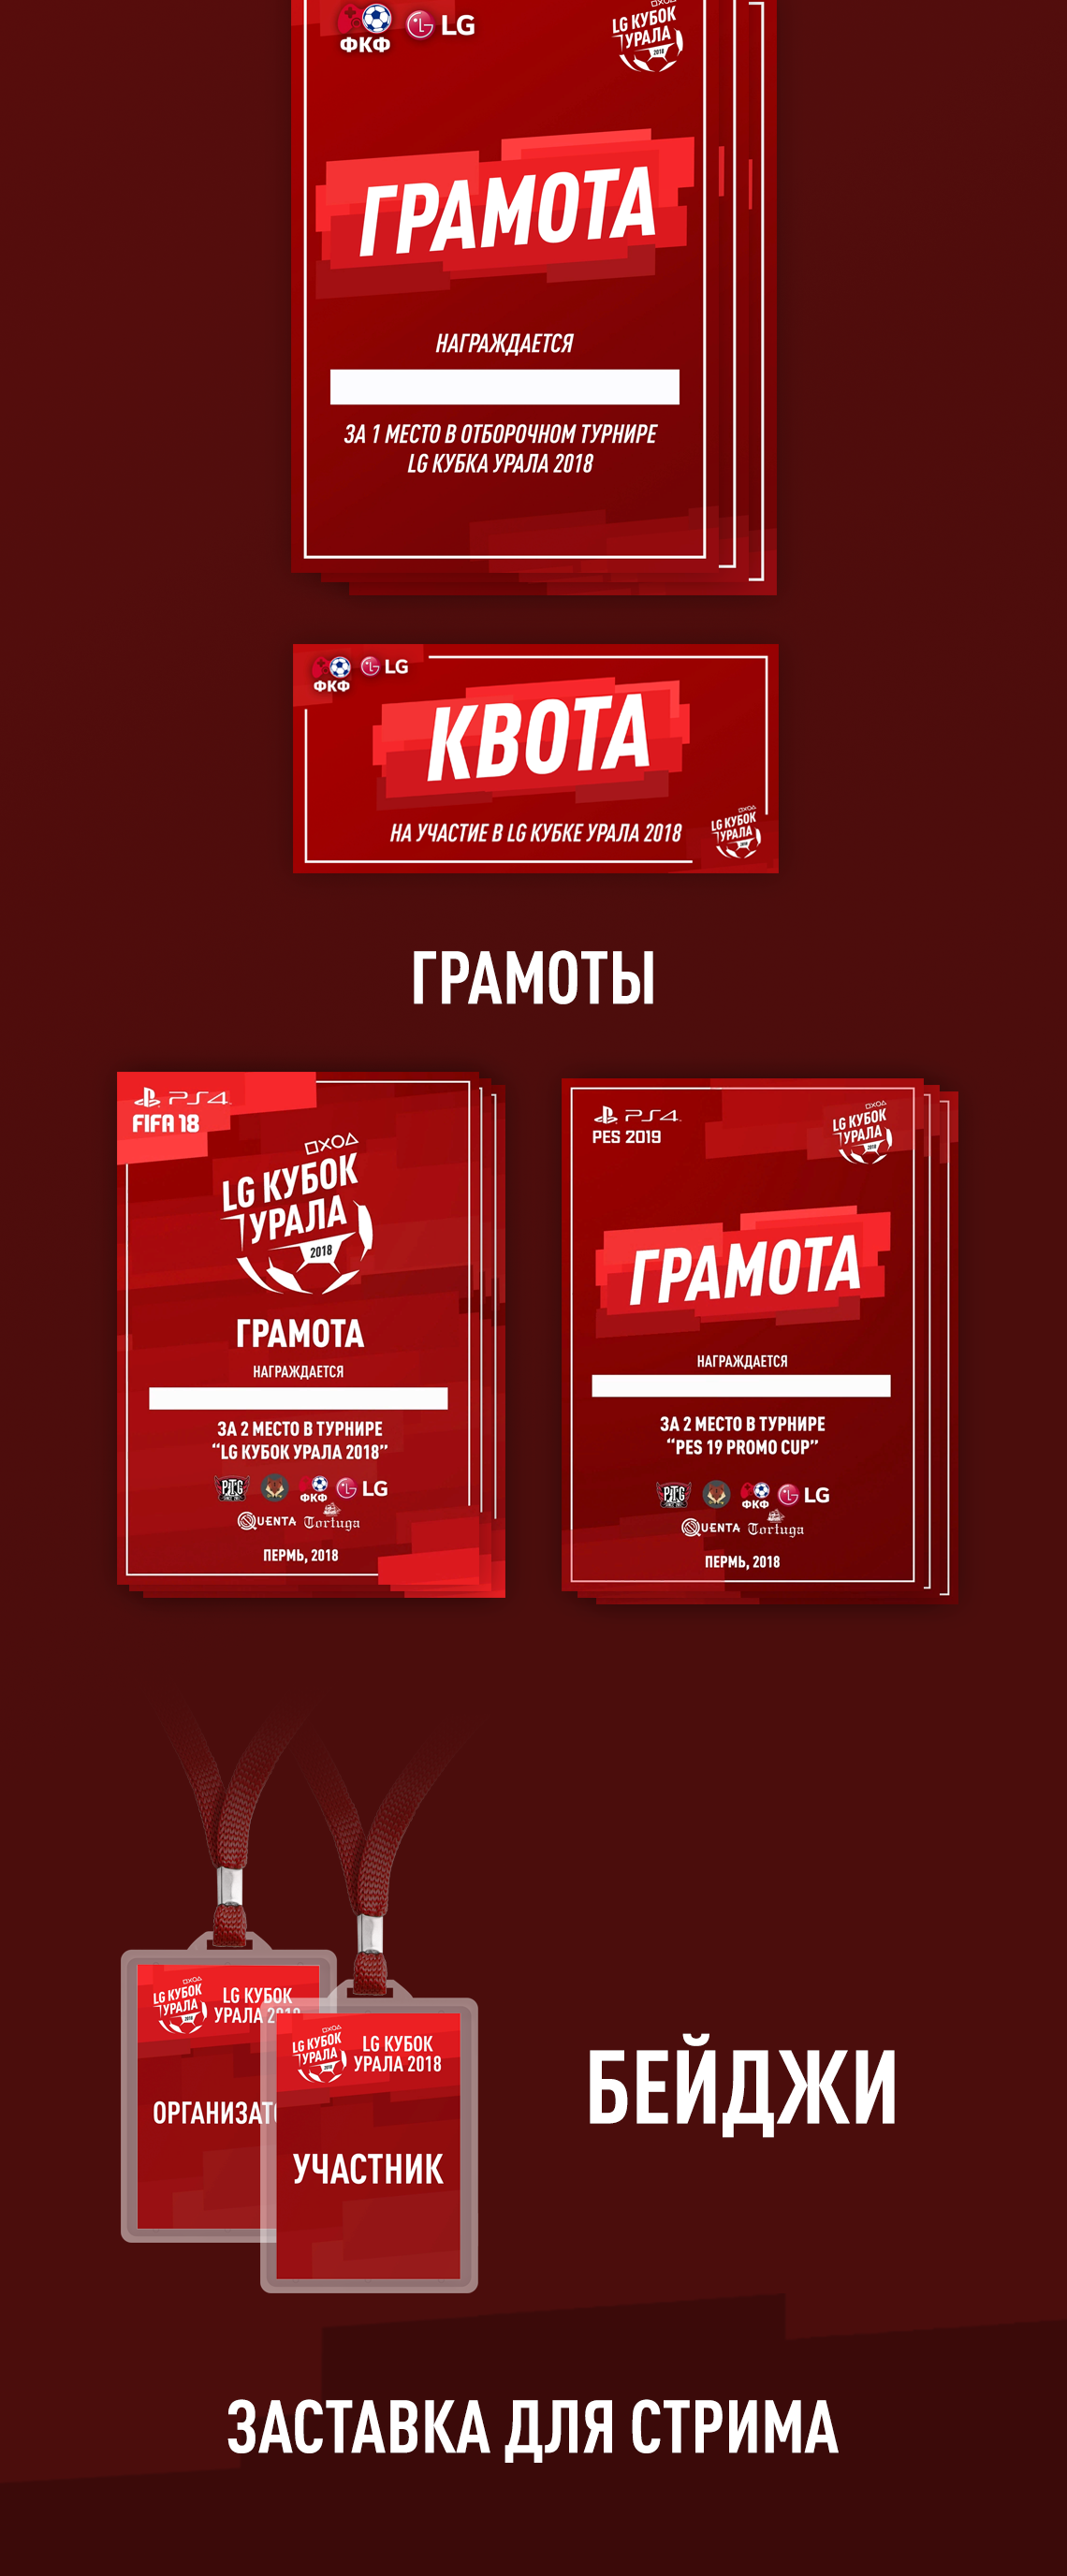 ФКФ
LG
LG КУБОК
УРАЛА
2018
ГРАМОТА
НАГРАЖДАЕТСЯ
ЗА 1 МЕСТО В ОТБОРОЧНОМ ТУРНИРЕ
LG КУБКА УРАЛА 2018
ФКФ
LG
КВОТА
НА УЧАСТИЕ В LG КУБКЕ УРАЛА 2018
LG КУБОК
УРАЛА
ГРАМОТЫ
PS4
FIFA 18
LG КУБОК
УРАЛА
2018
ГРАМОТА
НАГРАЖДАЕТСЯ
ЗА 2 МЕСТО В ТУРНИРЕ
“LG КУБОК УРАЛА 2018”
ФКФ
LG
QUENTA
Tortuga
ПЕРМЬ, 2018
PS4
PES 2019
LG КУБОК
УРАЛА
2018
ГРАМОТА
НАГРАЖДАЕТСЯ
ЗА 2 МЕСТО В ТУРНИРЕ
“PES 19 PROMO CUP”
ФКФ
LG
QUENTA
Tortuga
ПЕРМЬ, 2018
LG КУБОК
УРАЛА
LG КУБОК
УРАЛА 2018
ОРГАНИЗАТО
LG КУБОК
УРАЛА
LG КУБОК
УРАЛА 2018
УЧАСТНИК
БЕЙДЖИ
ЗАСТАВКА ДЛЯ СТРИМА